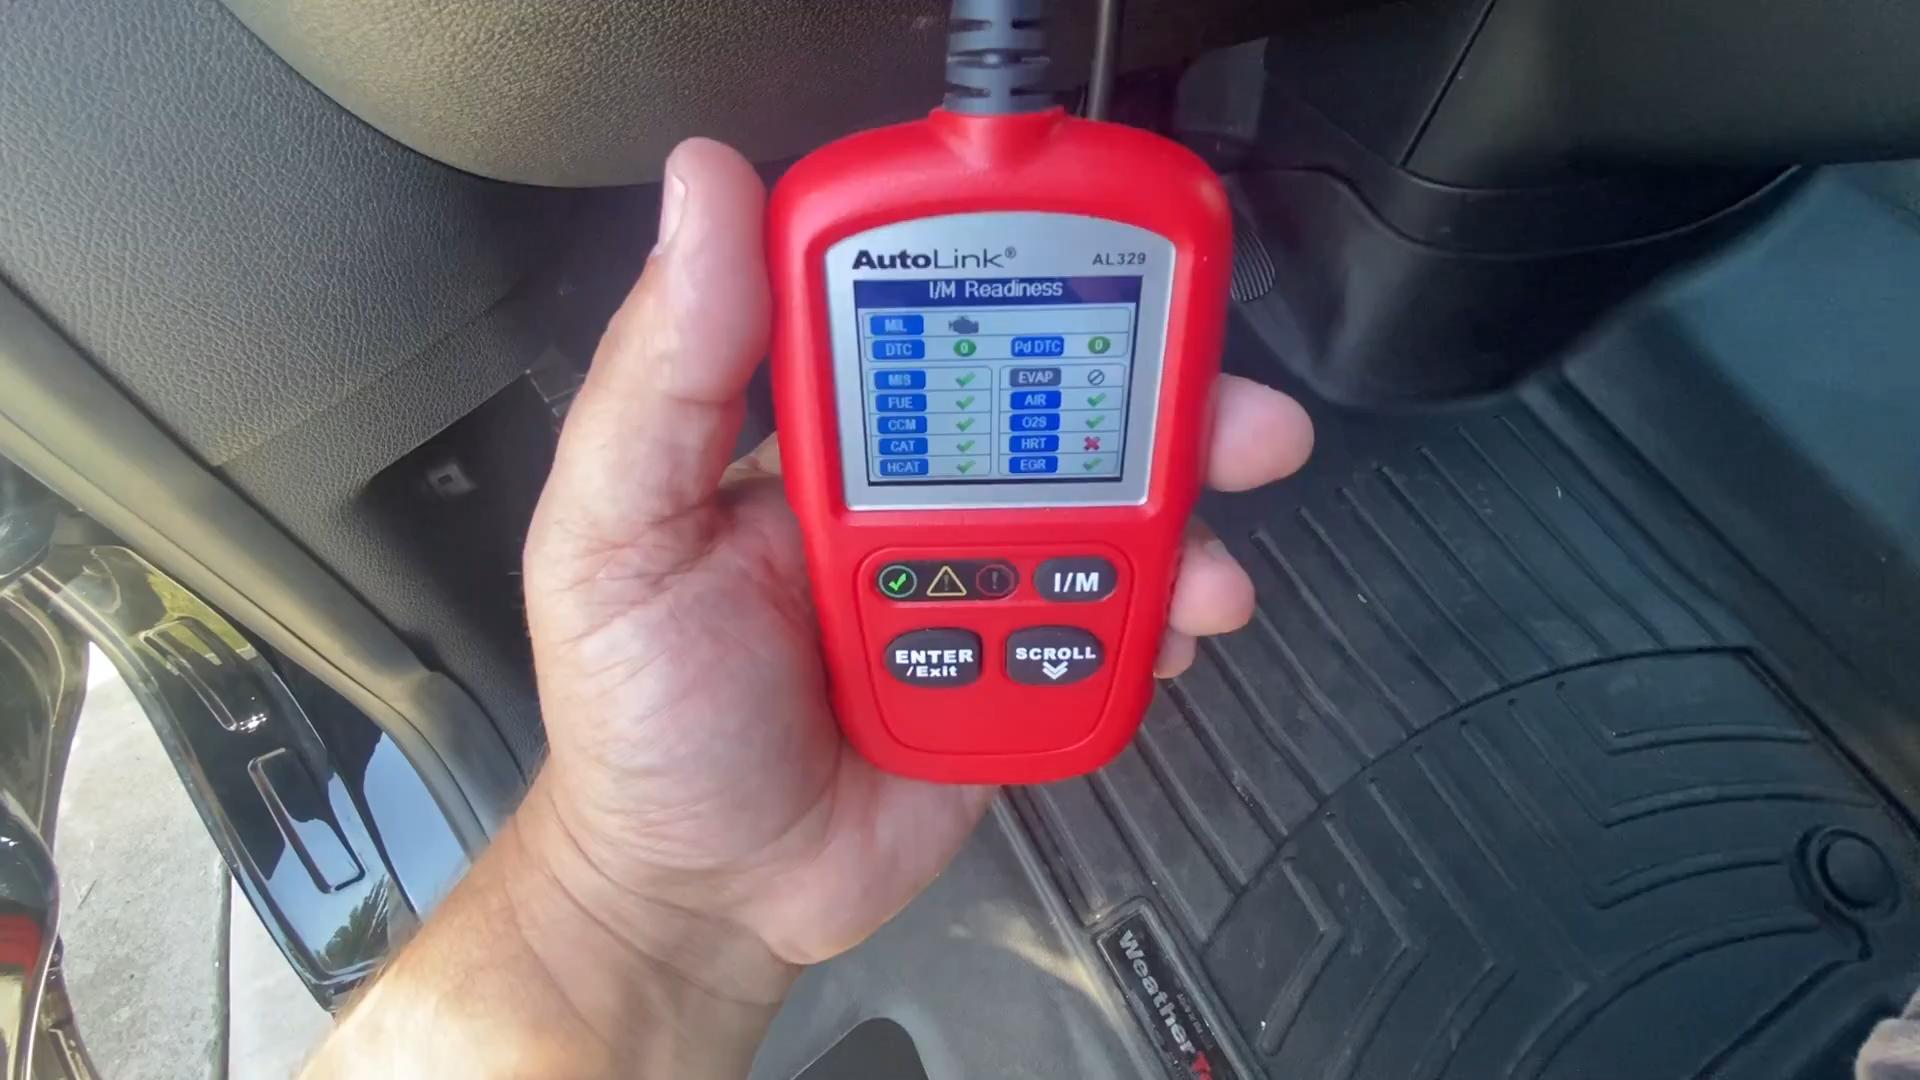 AutoLink® AL329
I/M Readiness
MIL
DTC 0 Pd DTC 0
MIS EVAP
FUE AIR
CCM O2S
CAT HRT
HCAT EGR
I/M
ENTER SCROLL
/Exit
WeatherTe